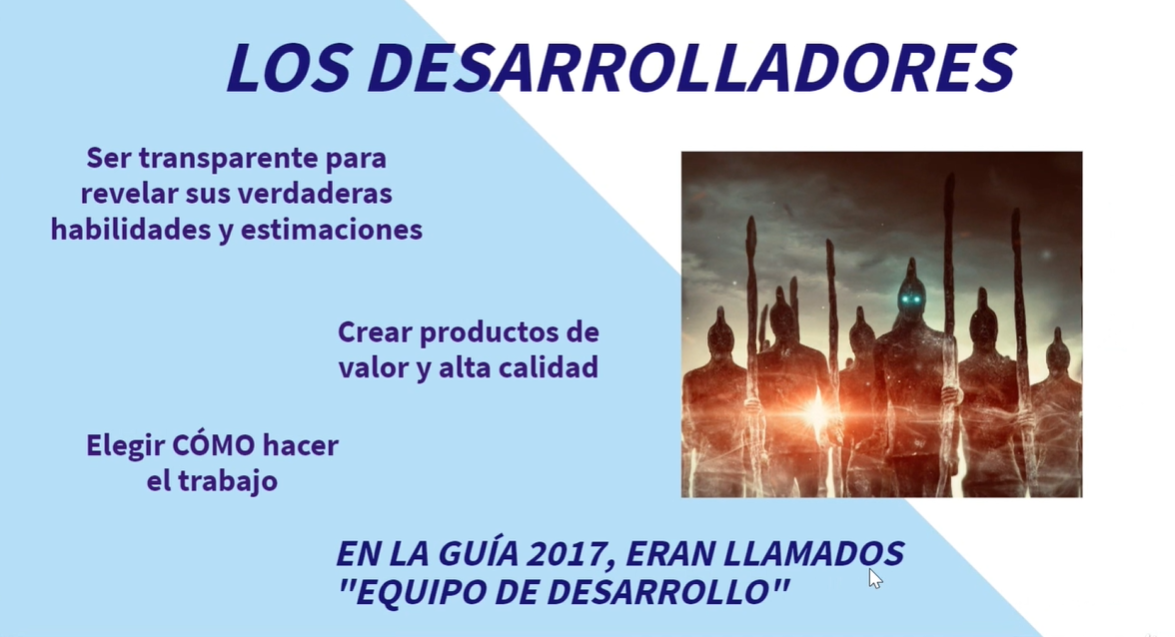 LOS DESARROLLADORES
Ser transparente para
revelar sus verdaderas
habilidades y estimaciones
Crear productos de
valor y alta calidad
Elegir CÓMO hacer
el trabajo
EN LA GUÍA 2017, ERAN LLAMADOS
"EQUIPO DE DESARROLLO"